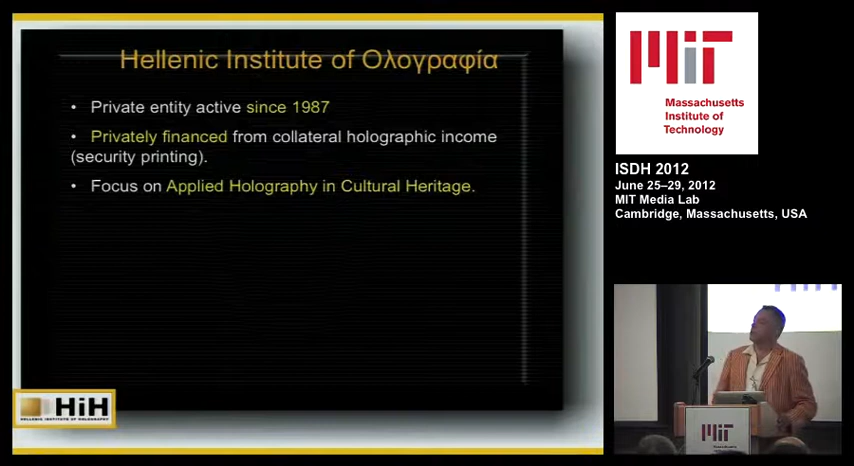 Hellenic Institute of Ολογραφία
• Private entity active since 1987
• Privately financed from collateral holographic income
(security printing).
• Focus on Applied Holography in Cultural Heritage.
HiH
HELLENIC INSTITUTE OF HOLOGRAPHY
Massachusetts
Institute of
Technology
ISDH 2012
June 25–29, 2012
MIT Media Lab
Cambridge, Massachusetts, USA